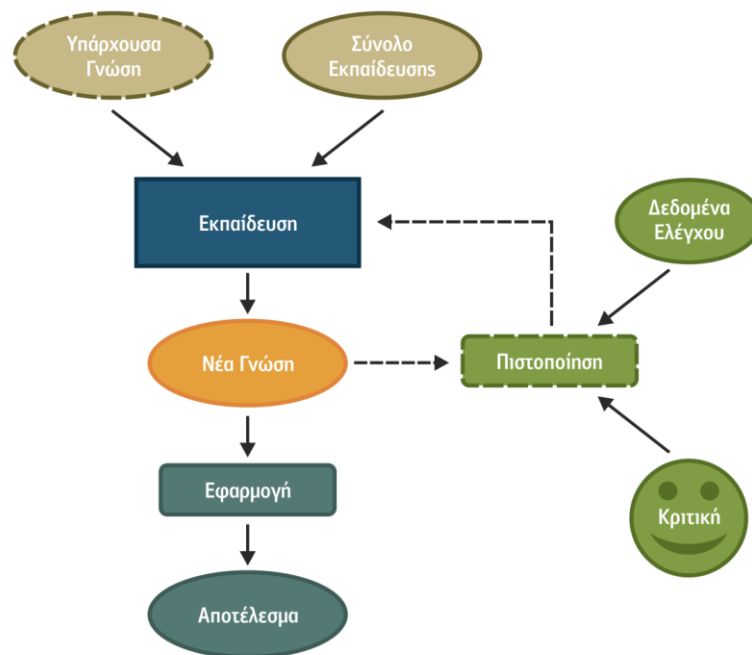 Υπάρχουσα
Γνώση
Σύνολο
Εκπαίδευσης
Εκπαίδευση
Δεδομένα
Ελέγχου
Νέα Γνώση
Πιστοποίηση
Εφαρμογή
Κριτική
Αποτέλεσμα